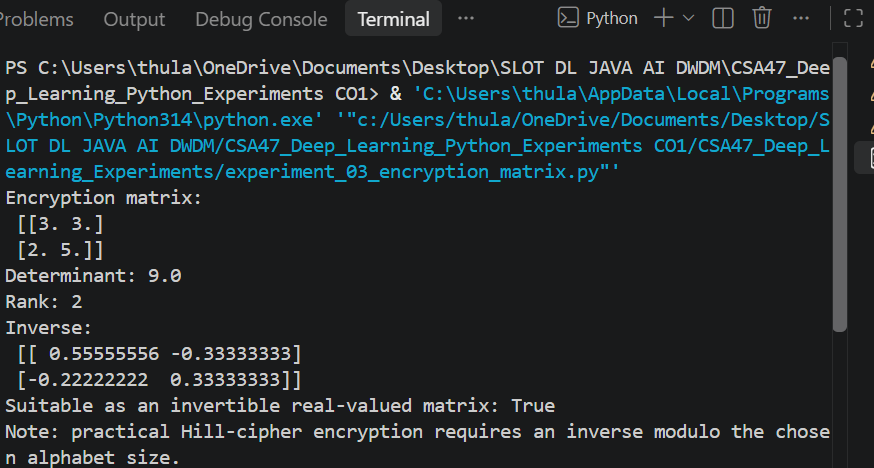 Problems Output Debug Console Terminal ··· Python
PS C:\Users\thula\OneDrive\Documents\Desktop\SLOT DL JAVA AI DWDM\CSA47_Dee
p_Learning_Python_Experiments CO1> & 'C:\Users\thula\AppData\Local\Programs
\Python\Python314\python.exe' '"c:/Users/thula/OneDrive/Documents/Desktop/S
LOT DL JAVA AI DWDM/CSA47_Deep_Learning_Python_Experiments CO1/CSA47_Deep_L
earning_Experiments/experiment_03_encryption_matrix.py"'
Encryption matrix:
 [[3. 3.]
 [2. 5.]]
Determinant: 9.0
Rank: 2
Inverse:
 [[ 0.55555556 -0.33333333]
 [-0.22222222  0.33333333]]
Suitable as an invertible real-valued matrix: True
Note: practical Hill-cipher encryption requires an inverse modulo the chose
n alphabet size.